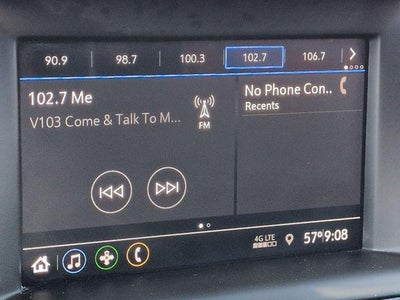 90.9 98.7 100.3 102.7 106.7
102.7 Me
V103 Come & Talk To M...
FM
No Phone Con..
Recents
4G LTE
57° 9:08